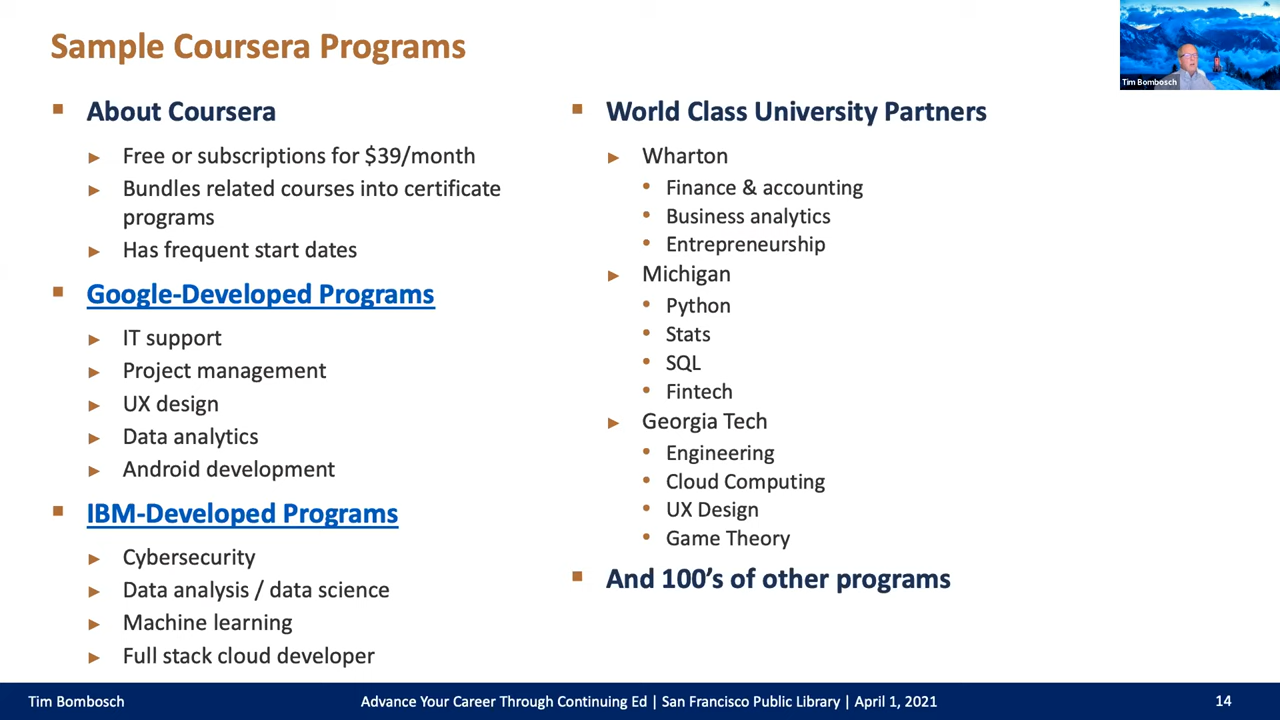 Sample Coursera Programs
Tim Bombosch
About Coursera
Free or subscriptions for $39/month
Bundles related courses into certificate
programs
Has frequent start dates
Google-Developed Programs
IT support
Project management
UX design
Data analytics
Android development
IBM-Developed Programs
Cybersecurity
Data analysis / data science
Machine learning
Full stack cloud developer
World Class University Partners
Wharton
Finance & accounting
Business analytics
Entrepreneurship
Michigan
Python
Stats
SQL
Fintech
Georgia Tech
Engineering
Cloud Computing
UX Design
Game Theory
And 100’s of other programs
Tim Bombosch
Advance Your Career Through Continuing Ed | San Francisco Public Library | April 1, 2021
14